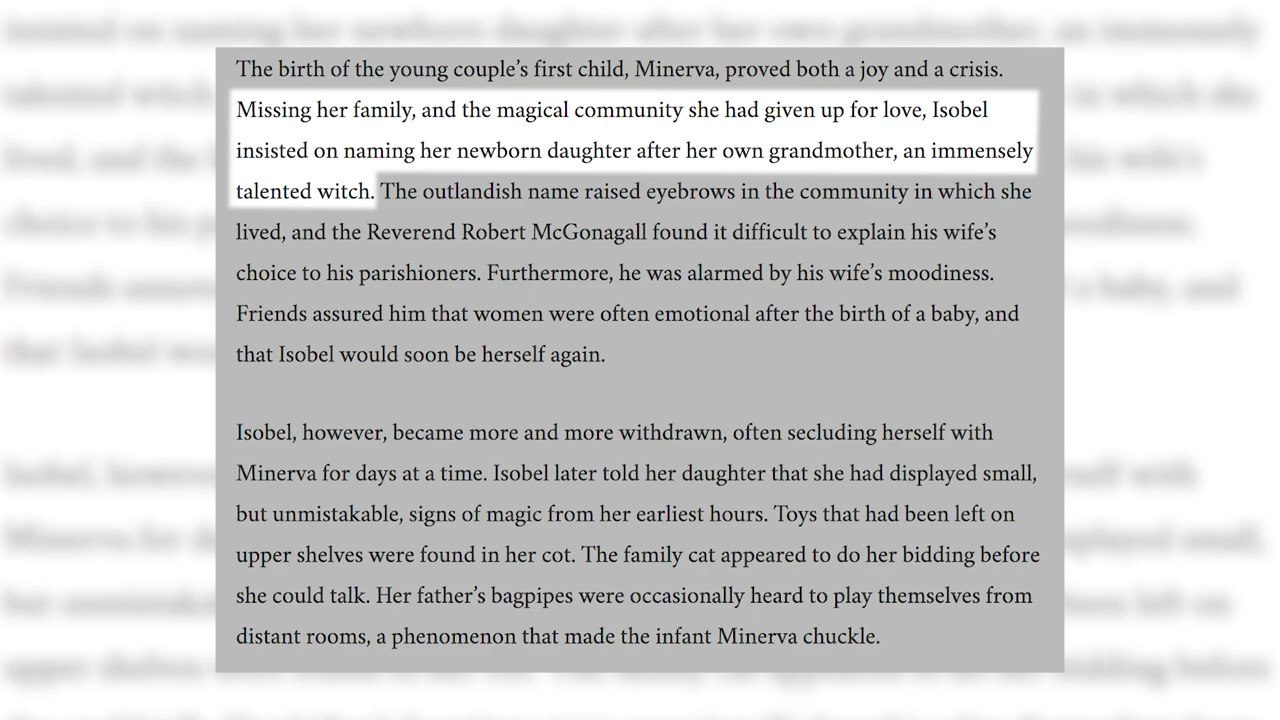 The birth of the young couple’s first child, Minerva, proved both a joy and a crisis.
Missing her family, and the magical community she had given up for love, Isobel
insisted on naming her newborn daughter after her own grandmother, an immensely
talented witch. The outlandish name raised eyebrows in the community in which she
lived, and the Reverend Robert McGonagall found it difficult to explain his wife’s
choice to his parishioners. Furthermore, he was alarmed by his wife’s moodiness.
Friends assured him that women were often emotional after the birth of a baby, and
that Isobel would soon be herself again.
Isobel, however, became more and more withdrawn, often secluding herself with
Minerva for days at a time. Isobel later told her daughter that she had displayed small,
but unmistakable, signs of magic from her earliest hours. Toys that had been left on
upper shelves were found in her cot. The family cat appeared to do her bidding before
she could talk. Her father’s bagpipes were occasionally heard to play themselves from
distant rooms, a phenomenon that made the infant Minerva chuckle.